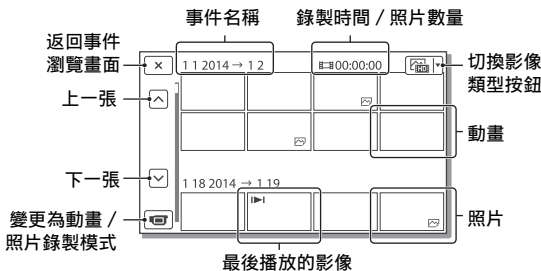 事件名稱
錄製時間 / 照片數量
返回事件
瀏覽畫面
1 1 2014 → 1 2
00:00:00
切換影像
類型按鈕
上一張
動畫
下一張
1 18 2014 → 1 19
變更為動畫 /
照片錄製模式
照片
最後播放的影像